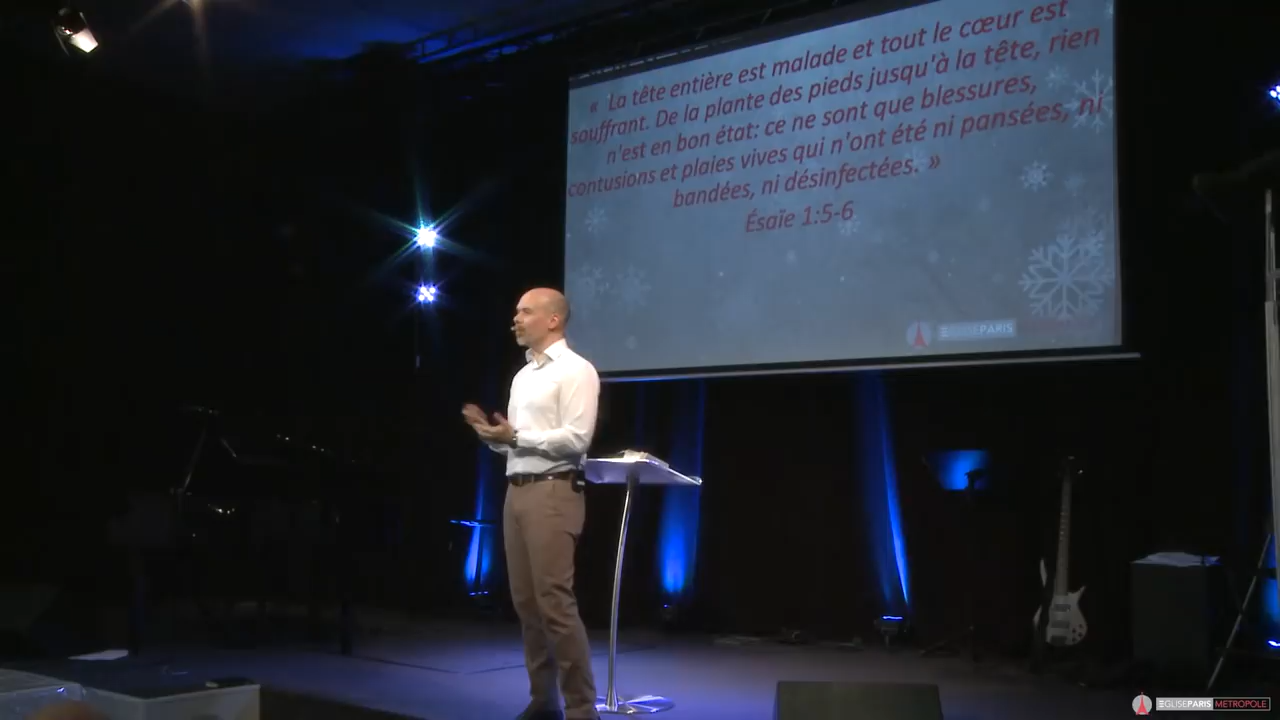 « La tête entière est malade et tout le cœur est
souffrant. De la plante des pieds jusqu'à la tête, rien
n'est en bon état: ce ne sont que blessures,
contusions et plaies vives qui n'ont été ni pansées, ni
bandées, ni désinfectées. »
Ésaïe 1:5-6
EGLISEPARIS
EGLISEPARIS METROPOLE